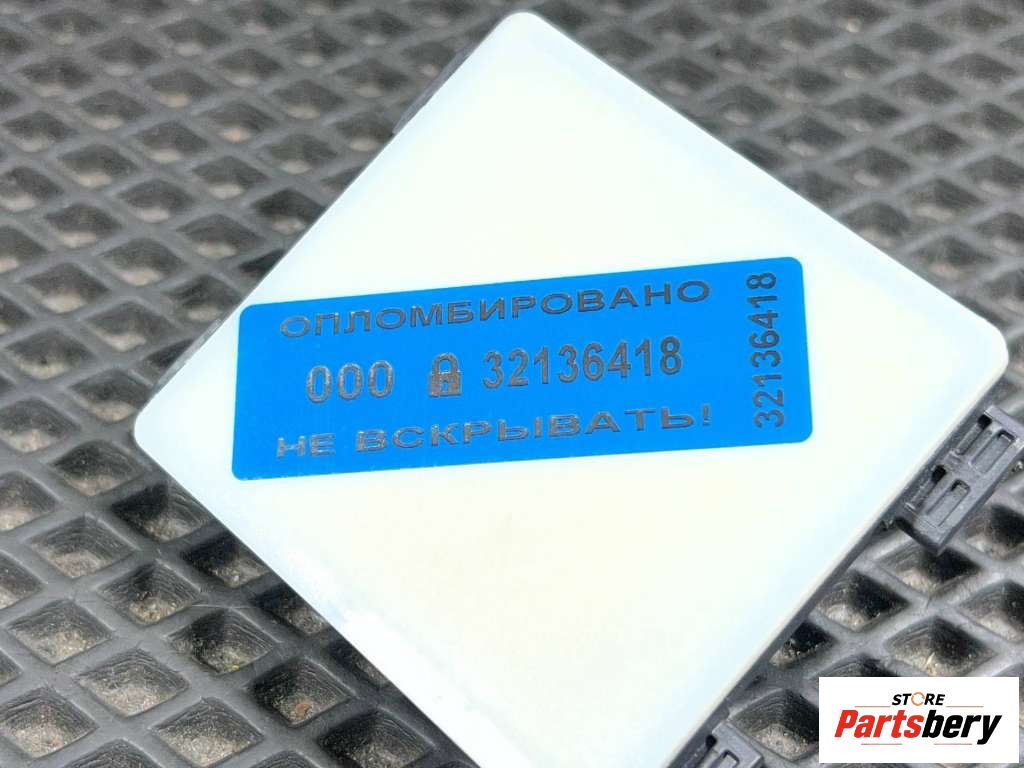 ОПЛОМБИРОВАНО
000 32136418
НЕ ВСКРЫВАТЬ!
32136418
STORE
Partsbery